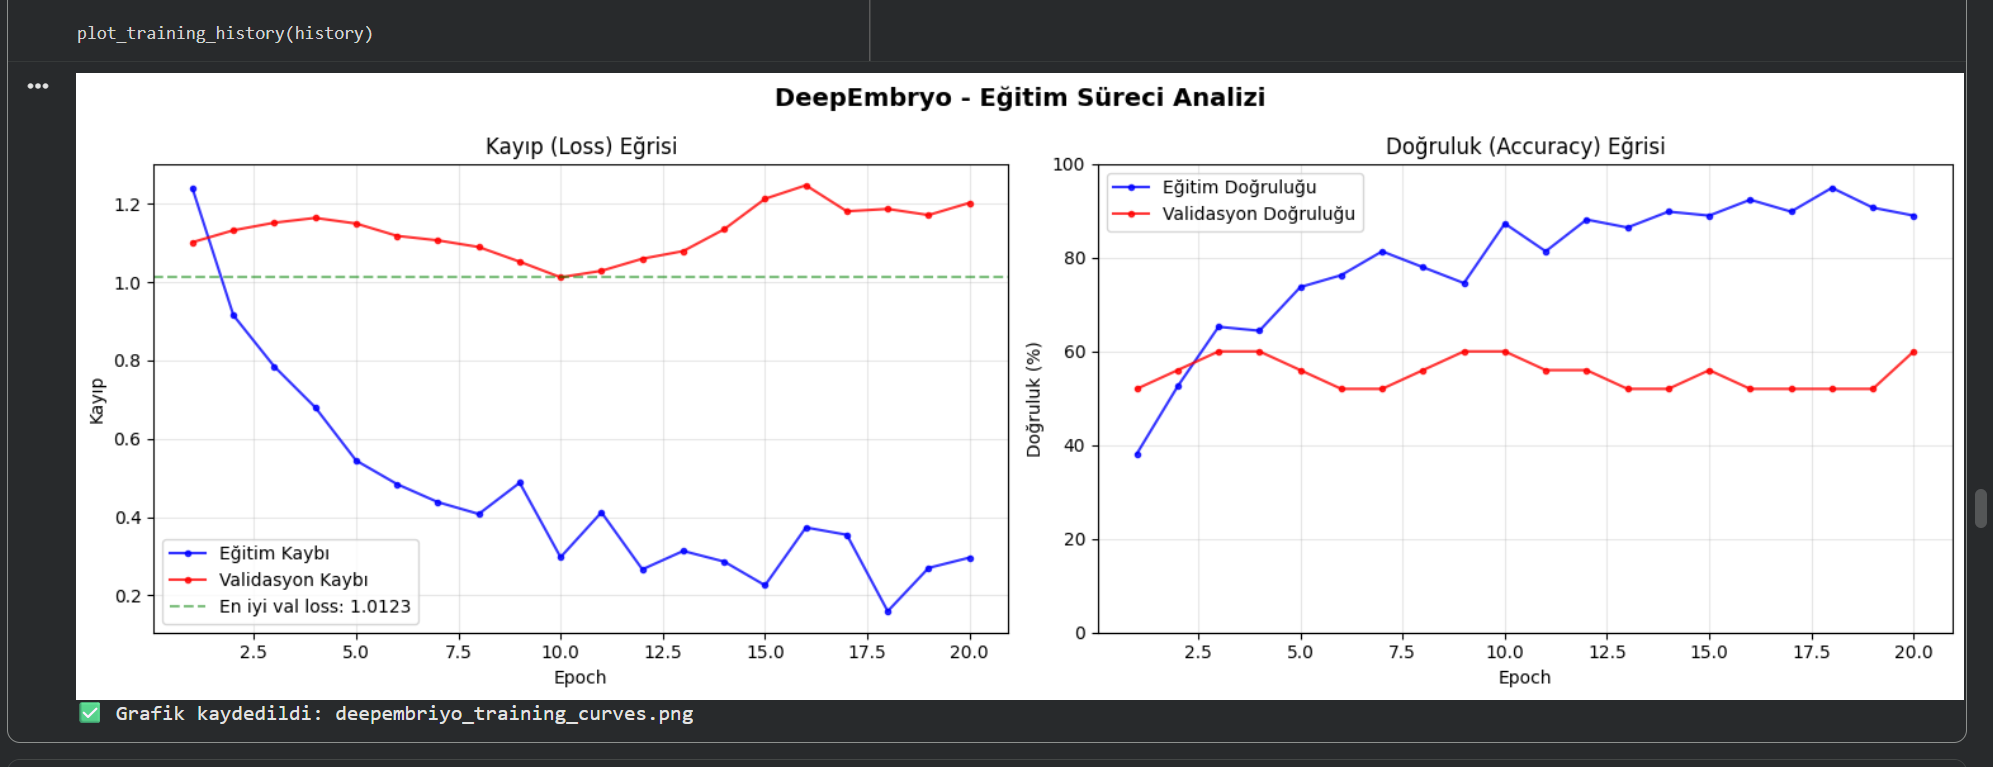 plot_training_history(history)
DeepEmbryo - Eğitim Süreci Analizi
Kayıp (Loss) Eğrisi
Kayıp
1.2
1.0
0.8
0.6
0.4
0.2
Eğitim Kaybı
Validasyon Kaybı
En iyi val loss: 1.0123
2.5 5.0 7.5 10.0 12.5 15.0 17.5 20.0
Epoch
Doğruluk (Accuracy) Eğrisi
Doğruluk (%)
100
80
60
40
20
0
Eğitim Doğruluğu
Validasyon Doğruluğu
2.5 5.0 7.5 10.0 12.5 15.0 17.5 20.0
Epoch
✅ Grafik kaydedildi: deepembriyo_training_curves.png